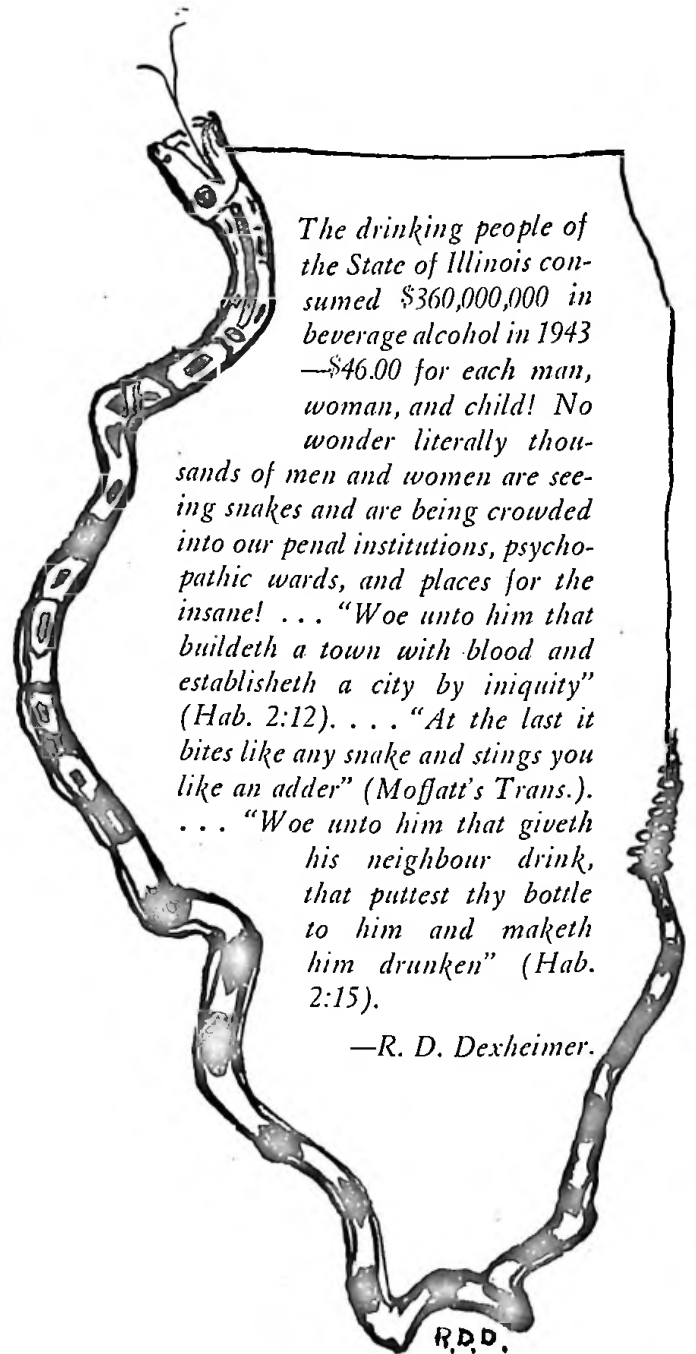 The drinking people of
the State of Illinois con-
sumed $360,000,000 in
beverage alcohol in 1943
—$46.00 for each man,
woman, and child! No
wonder literally thou-
sands of men and women are see-
ing snakes and are being crowded
into our penal institutions, psycho-
pathic wards, and places for the
insane! . . . “Woe unto him that
buildeth a town with blood and
establisheth a city by iniquity”
(Hab. 2:12). . . . “At the last it
bites like any snake and stings you
like an adder” (Moffatt's Trans.).
. . . “Woe unto him that giveth
his neighbour drink,
that puttest thy bottle
to him and maketh
him drunken” (Hab.
2:15).
—R. D. Dexheimer.
R.D.D.